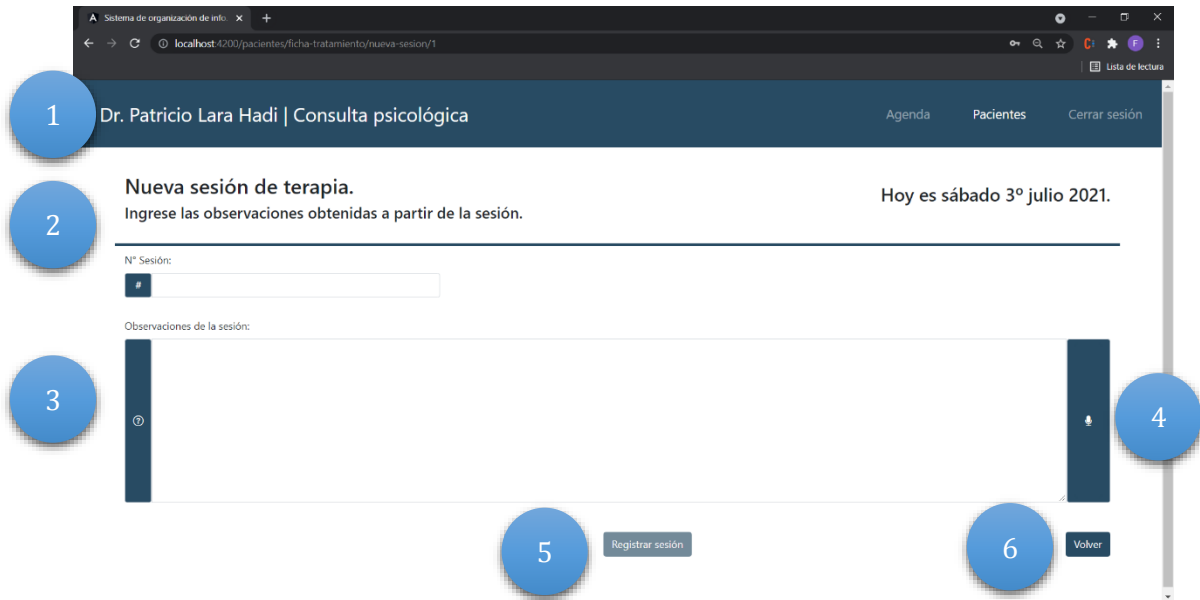 Sistema de organización de info.
localhost:4200/pacientes/ficha-tratamiento/nueva-sesion/1
Lista de lectura
1
Dr. Patricio Lara Hadi | Consulta psicológica
Agenda Pacientes Cerrar sesión
2
Nueva sesión de terapia.
Ingrese las observaciones obtenidas a partir de la sesión.
Hoy es sábado 3º julio 2021.
N° Sesión:
#
Observaciones de la sesión:
3
4
5
Registrar sesión
6
Volver